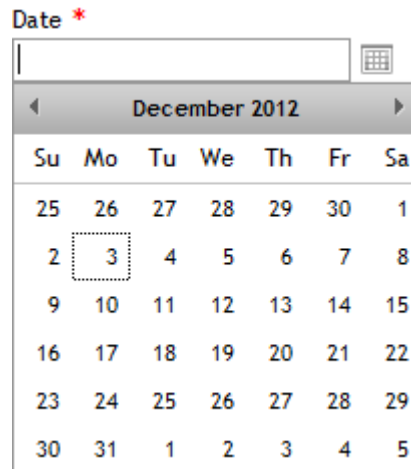 Date *
December 2012
Su Mo Tu We Th Fr Sa
25 26 27 28 29 30 1
2 3 4 5 6 7 8
9 10 11 12 13 14 15
16 17 18 19 20 21 22
23 24 25 26 27 28 29
30 31 1 2 3 4 5